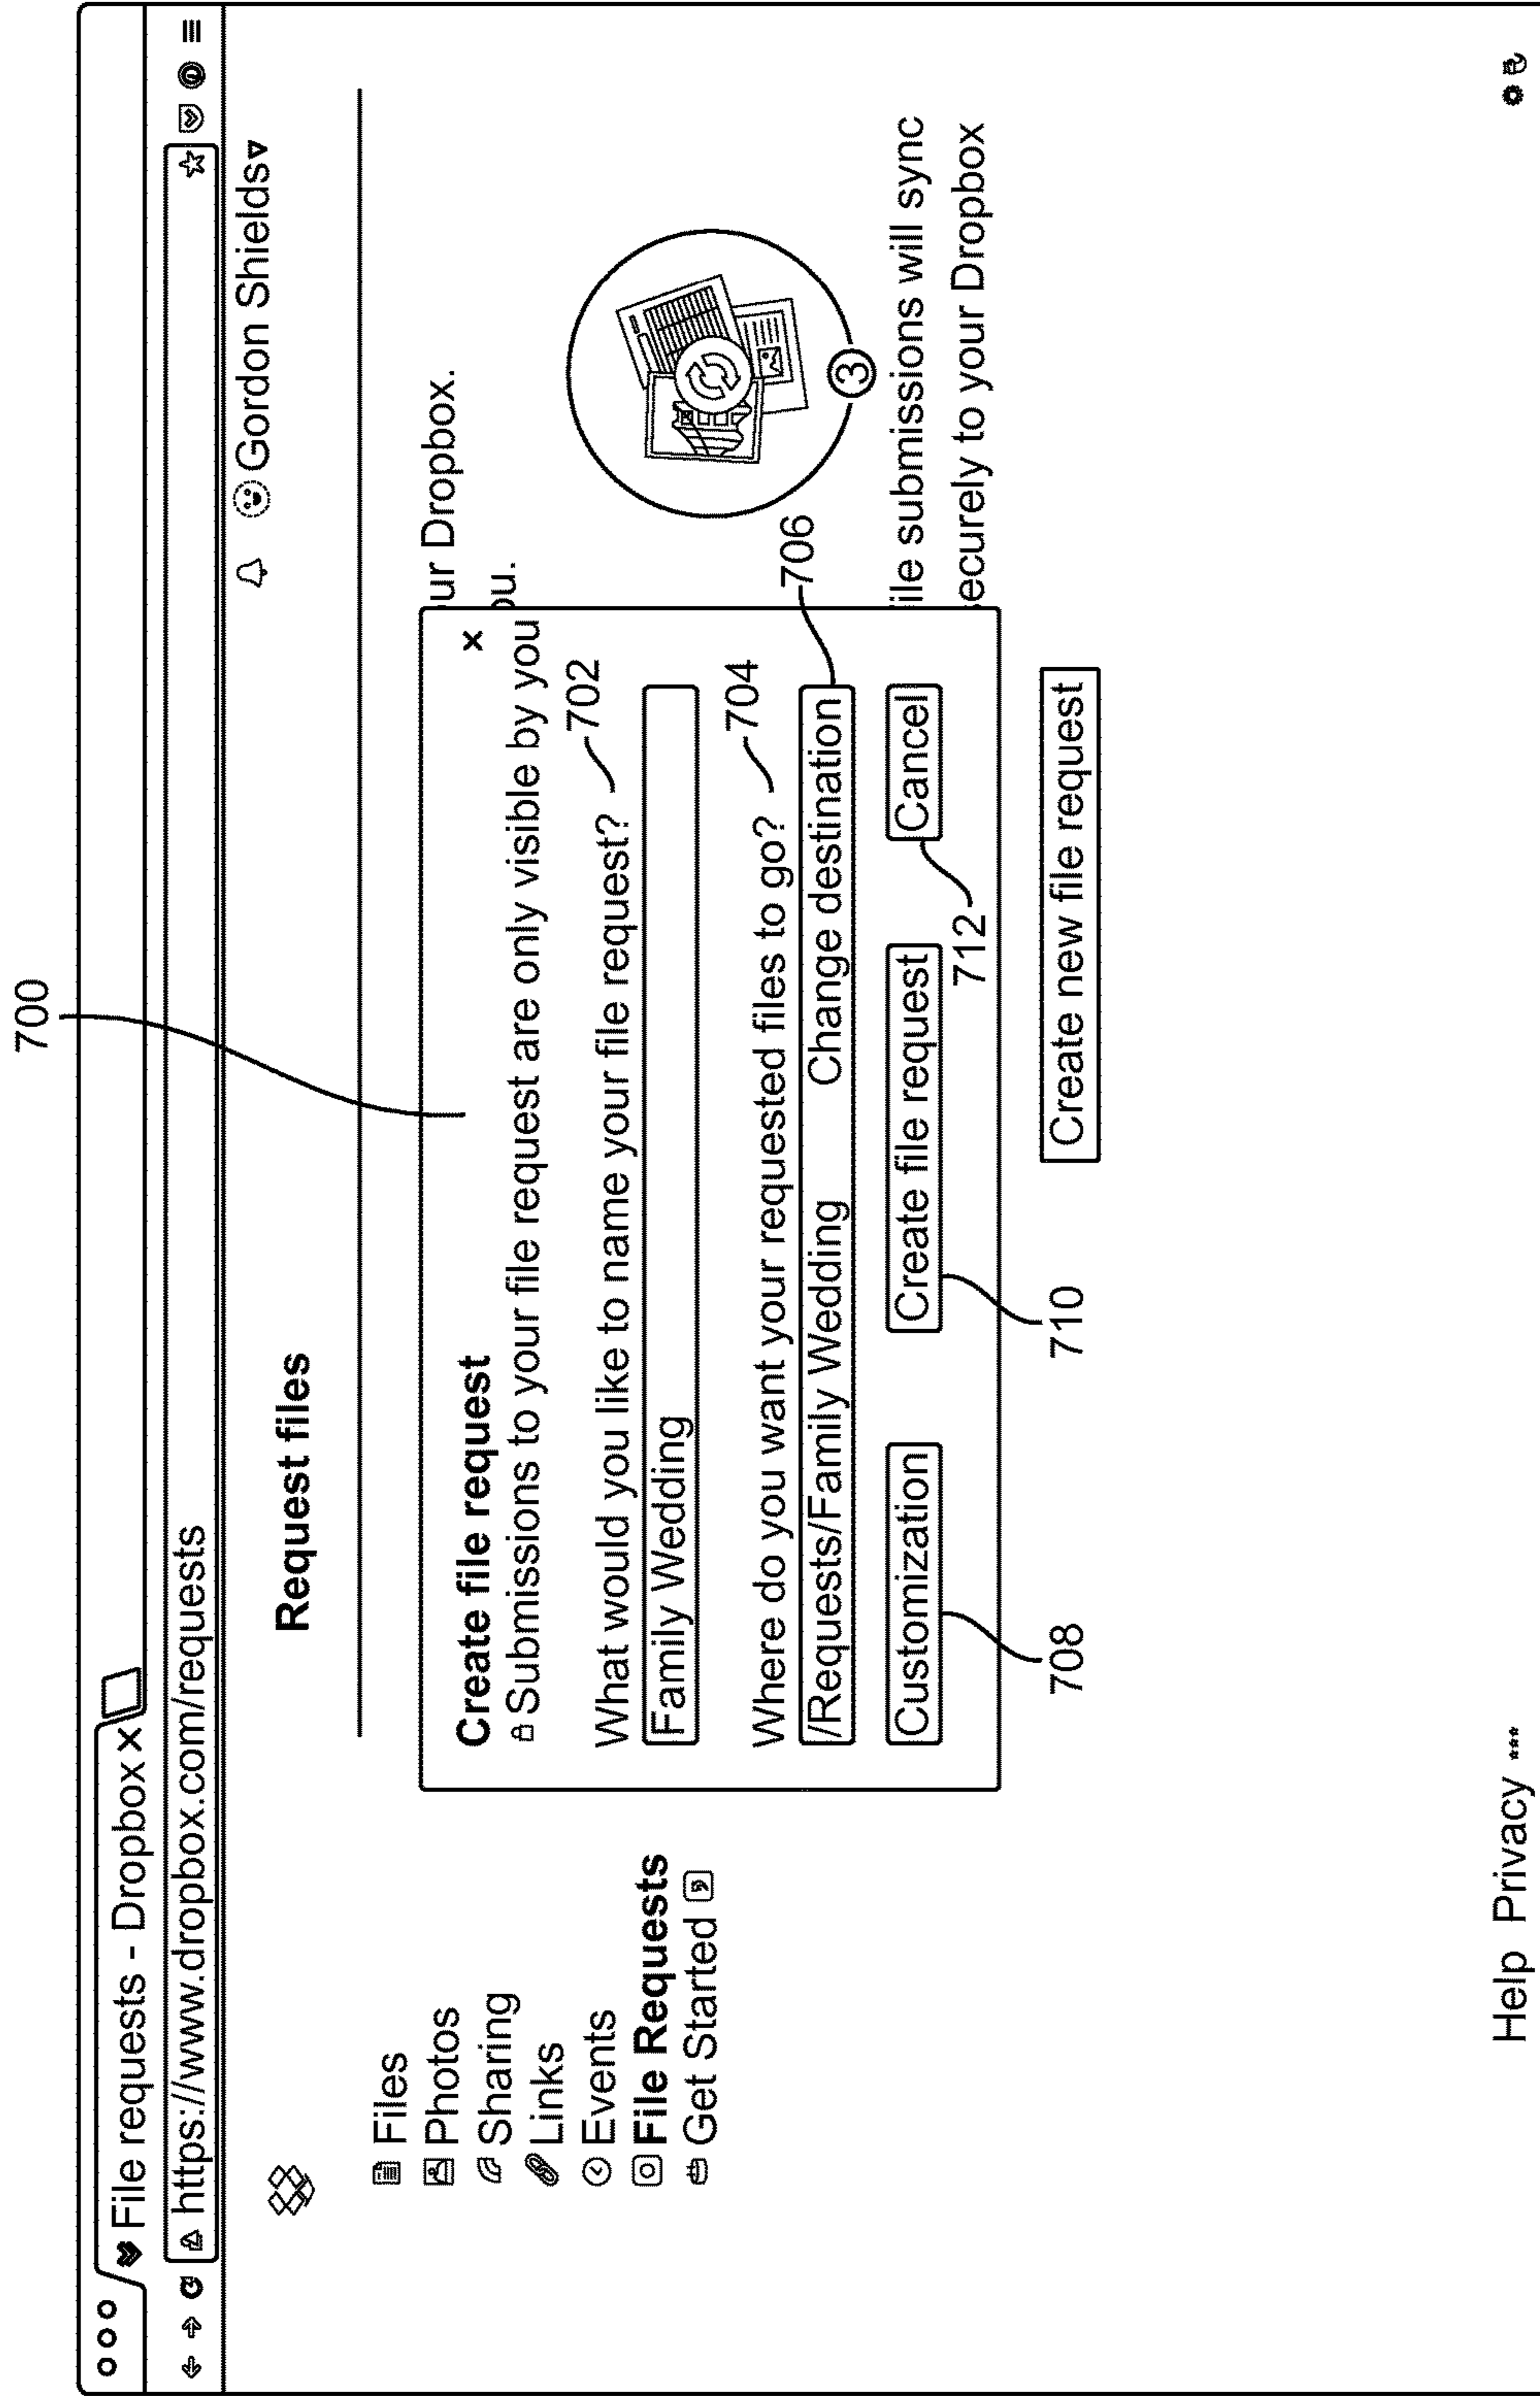 700
File requests - Dropbox ×
https://www.dropbox.com/requests
Gordon Shields
Request files
Files
Photos
Sharing
Links
Events
File Requests
Get Started
ur Dropbox.
ou.
Create file request ×
Submissions to your file request are only visible by you
What would you like to name your file request? 702
Family Wedding
Where do you want your requested files to go? 704
/Requests/Family Wedding Change destination 706
Customization Create file request Cancel
3
ile submissions will sync
ecurely to your Dropbox
712
708 710
Create new file request
Help Privacy ***